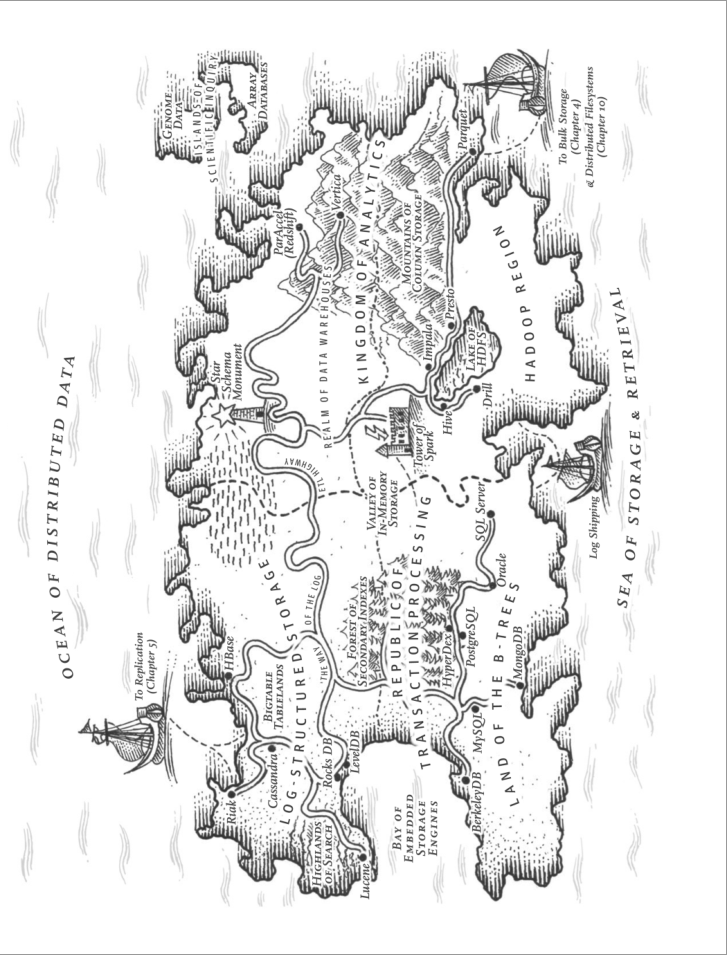 OCEAN OF DISTRIBUTED DATA
To Replication
(Chapter 5)
GENOME
DATA
ISLANDS OF
SCIENTIFIC INQUIRY
ARRAY
DATABASES
Riak
HBase
Cassandra
BIGTABLE
TABLELANDS
LOG-STRUCTURED STORAGE
HIGHLANDS
OF SEARCH
Lucene
Rocks DB
LevelDB
THE WAY OF THE LOG
ETL HIGHWAY
Star
Schema
Monument
ParAccel
(Redshift)
Vertica
REALM OF DATA WAREHOUSES
KINGDOM OF ANALYTICS
MOUNTAINS OF
COLUMN STORAGE
FOREST OF
SECONDARY INDEXES
VALLEY OF
IN-MEMORY
STORAGE
REPUBLIC OF
TRANSACTION PROCESSING
BAY OF
EMBEDDED
STORAGE
ENGINES
HyperDex
PostgreSQL
BerkeleyDB
MySQL
Oracle
SQL Server
MongoDB
LAND OF THE B-TREES
Tower of
Spark
Hive
Impala
Presto
LAKE OF
HDFS
Drill
Parquet
HADOOP REGION
Log Shipping
To Bulk Storage
(Chapter 4)
& Distributed Filesystems
(Chapter 10)
SEA OF STORAGE & RETRIEVAL